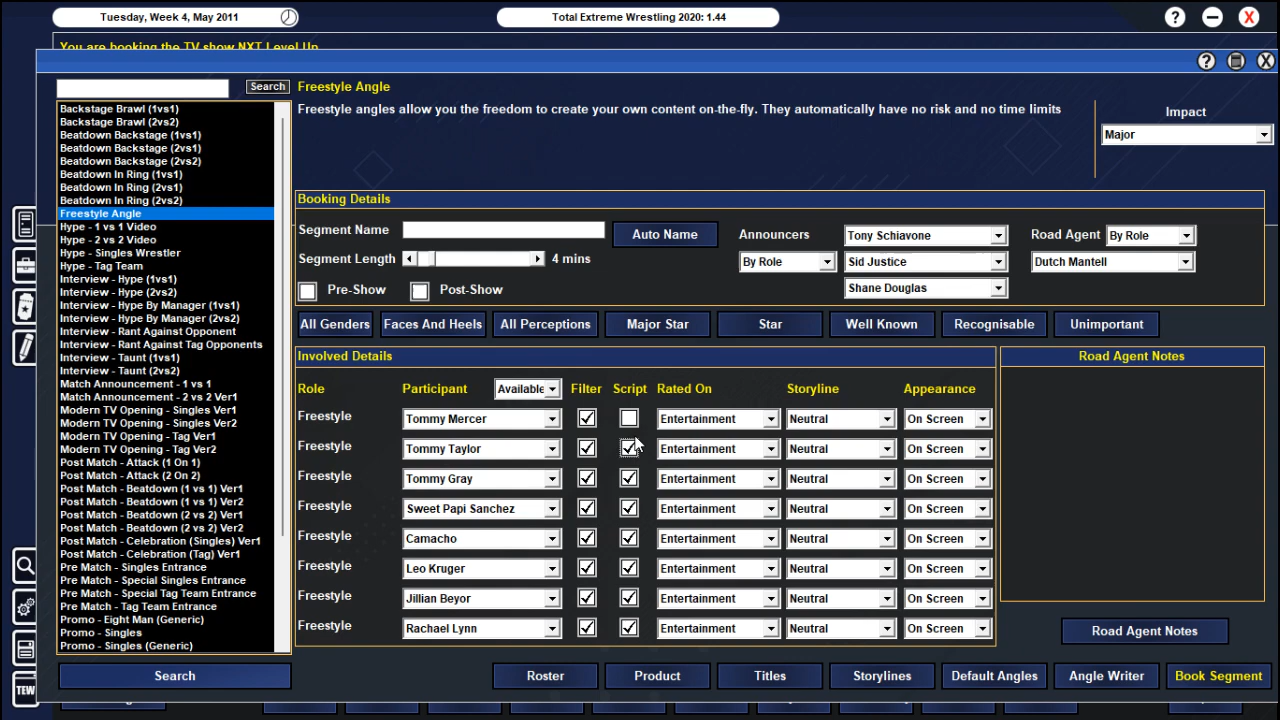 Tuesday, Week 4, May 2011
Total Extreme Wrestling 2020: 1.44
?
X
You are booking the TV show NXT Level Up
? X
Search
Freestyle Angle
Freestyle angles allow you the freedom to create your own content on-the-fly. They automatically have no risk and no time limits
Impact
Major
Backstage Brawl (1vs1)
Backstage Brawl (2vs2)
Beatdown Backstage (1vs1)
Beatdown Backstage (2vs1)
Beatdown Backstage (2vs2)
Beatdown In Ring (1vs1)
Beatdown In Ring (2vs1)
Beatdown In Ring (2vs2)
Freestyle Angle
Hype - 1 vs 1 Video
Hype - 2 vs 2 Video
Hype - Singles Wrestler
Hype - Tag Team
Interview - Hype (1vs1)
Interview - Hype (2vs2)
Interview - Hype By Manager (1vs1)
Interview - Hype By Manager (2vs2)
Interview - Rant Against Opponent
Interview - Rant Against Tag Opponents
Interview - Taunt (1vs1)
Interview - Taunt (2vs2)
Match Announcement - 1 vs 1
Match Announcement - 2 vs 2 Ver1
Modern TV Opening - Singles Ver1
Modern TV Opening - Singles Ver2
Modern TV Opening - Tag Ver1
Modern TV Opening - Tag Ver2
Post Match - Attack (1 On 1)
Post Match - Attack (2 On 2)
Post Match - Beatdown (1 vs 1) Ver1
Post Match - Beatdown (1 vs 1) Ver2
Post Match - Beatdown (2 vs 2) Ver1
Post Match - Beatdown (2 vs 2) Ver2
Post Match - Celebration (Singles) Ver1
Post Match - Celebration (Tag) Ver1
Pre Match - Singles Entrance
Pre Match - Special Singles Entrance
Pre Match - Special Tag Team Entrance
Pre Match - Tag Team Entrance
Promo - Eight Man (Generic)
Promo - Singles
Promo - Singles (Generic)
Search
Booking Details
Segment Name
Auto Name
Segment Length
4 mins
Pre-Show
Post-Show
Announcers
By Role
Tony Schiavone
Sid Justice
Shane Douglas
Road Agent
By Role
Dutch Mantell
All Genders
Faces And Heels
All Perceptions
Major Star
Star
Well Known
Recognisable
Unimportant
Involved Details
Role Participant Available Filter Script Rated On Storyline Appearance
Freestyle Tommy Mercer Entertainment Neutral On Screen
Freestyle Tommy Taylor Entertainment Neutral On Screen
Freestyle Tommy Gray Entertainment Neutral On Screen
Freestyle Sweet Papi Sanchez Entertainment Neutral On Screen
Freestyle Camacho Entertainment Neutral On Screen
Freestyle Leo Kruger Entertainment Neutral On Screen
Freestyle Jillian Beyor Entertainment Neutral On Screen
Freestyle Rachael Lynn Entertainment Neutral On Screen
Road Agent Notes
Road Agent Notes
Roster
Product
Titles
Storylines
Default Angles
Angle Writer
Book Segment
TEW